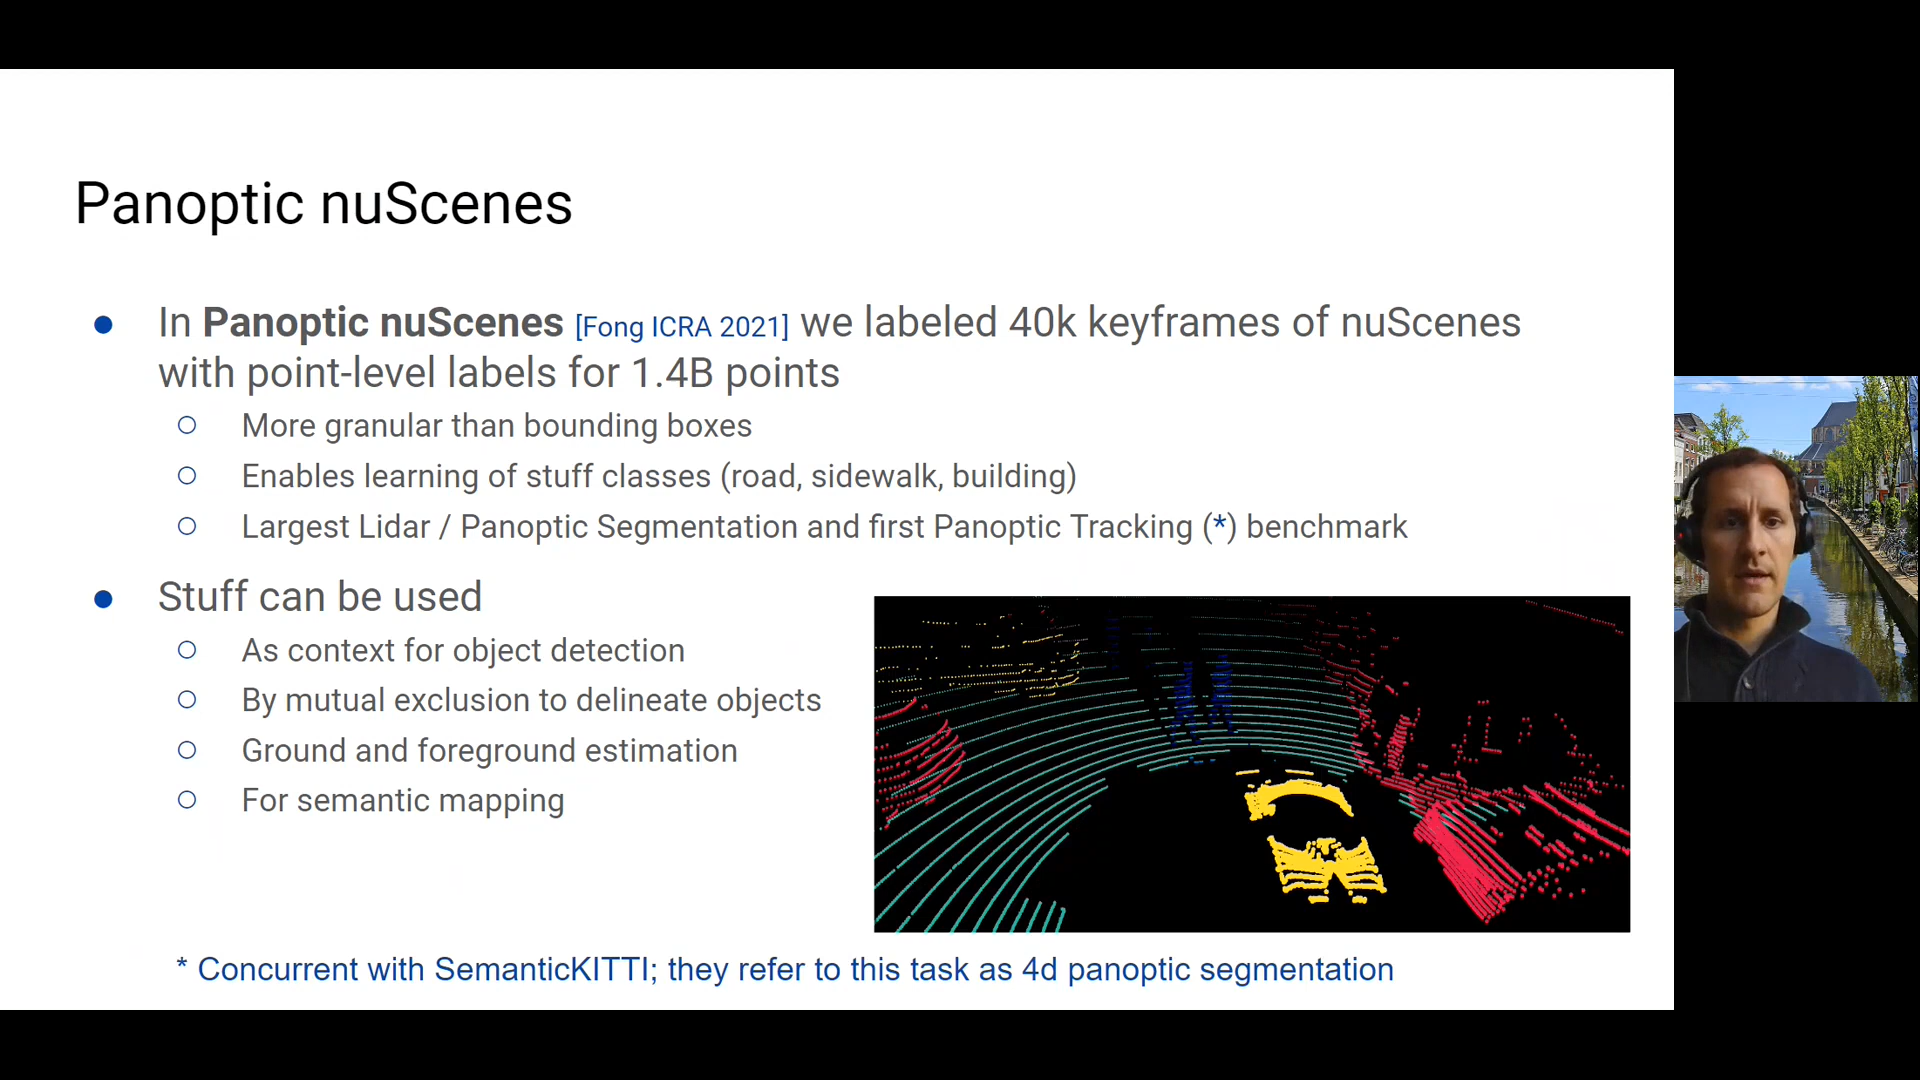 Panoptic nuScenes
● In Panoptic nuScenes [Fong ICRA 2021] we labeled 40k keyframes of nuScenes
with point-level labels for 1.4B points
○ More granular than bounding boxes
○ Enables learning of stuff classes (road, sidewalk, building)
○ Largest Lidar / Panoptic Segmentation and first Panoptic Tracking (*) benchmark
● Stuff can be used
○ As context for object detection
○ By mutual exclusion to delineate objects
○ Ground and foreground estimation
○ For semantic mapping
* Concurrent with SemanticKITTI; they refer to this task as 4d panoptic segmentation